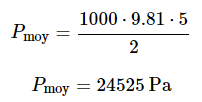 P_moy = (1000 · 9.81 · 5) / 2
P_moy = 24525 Pa